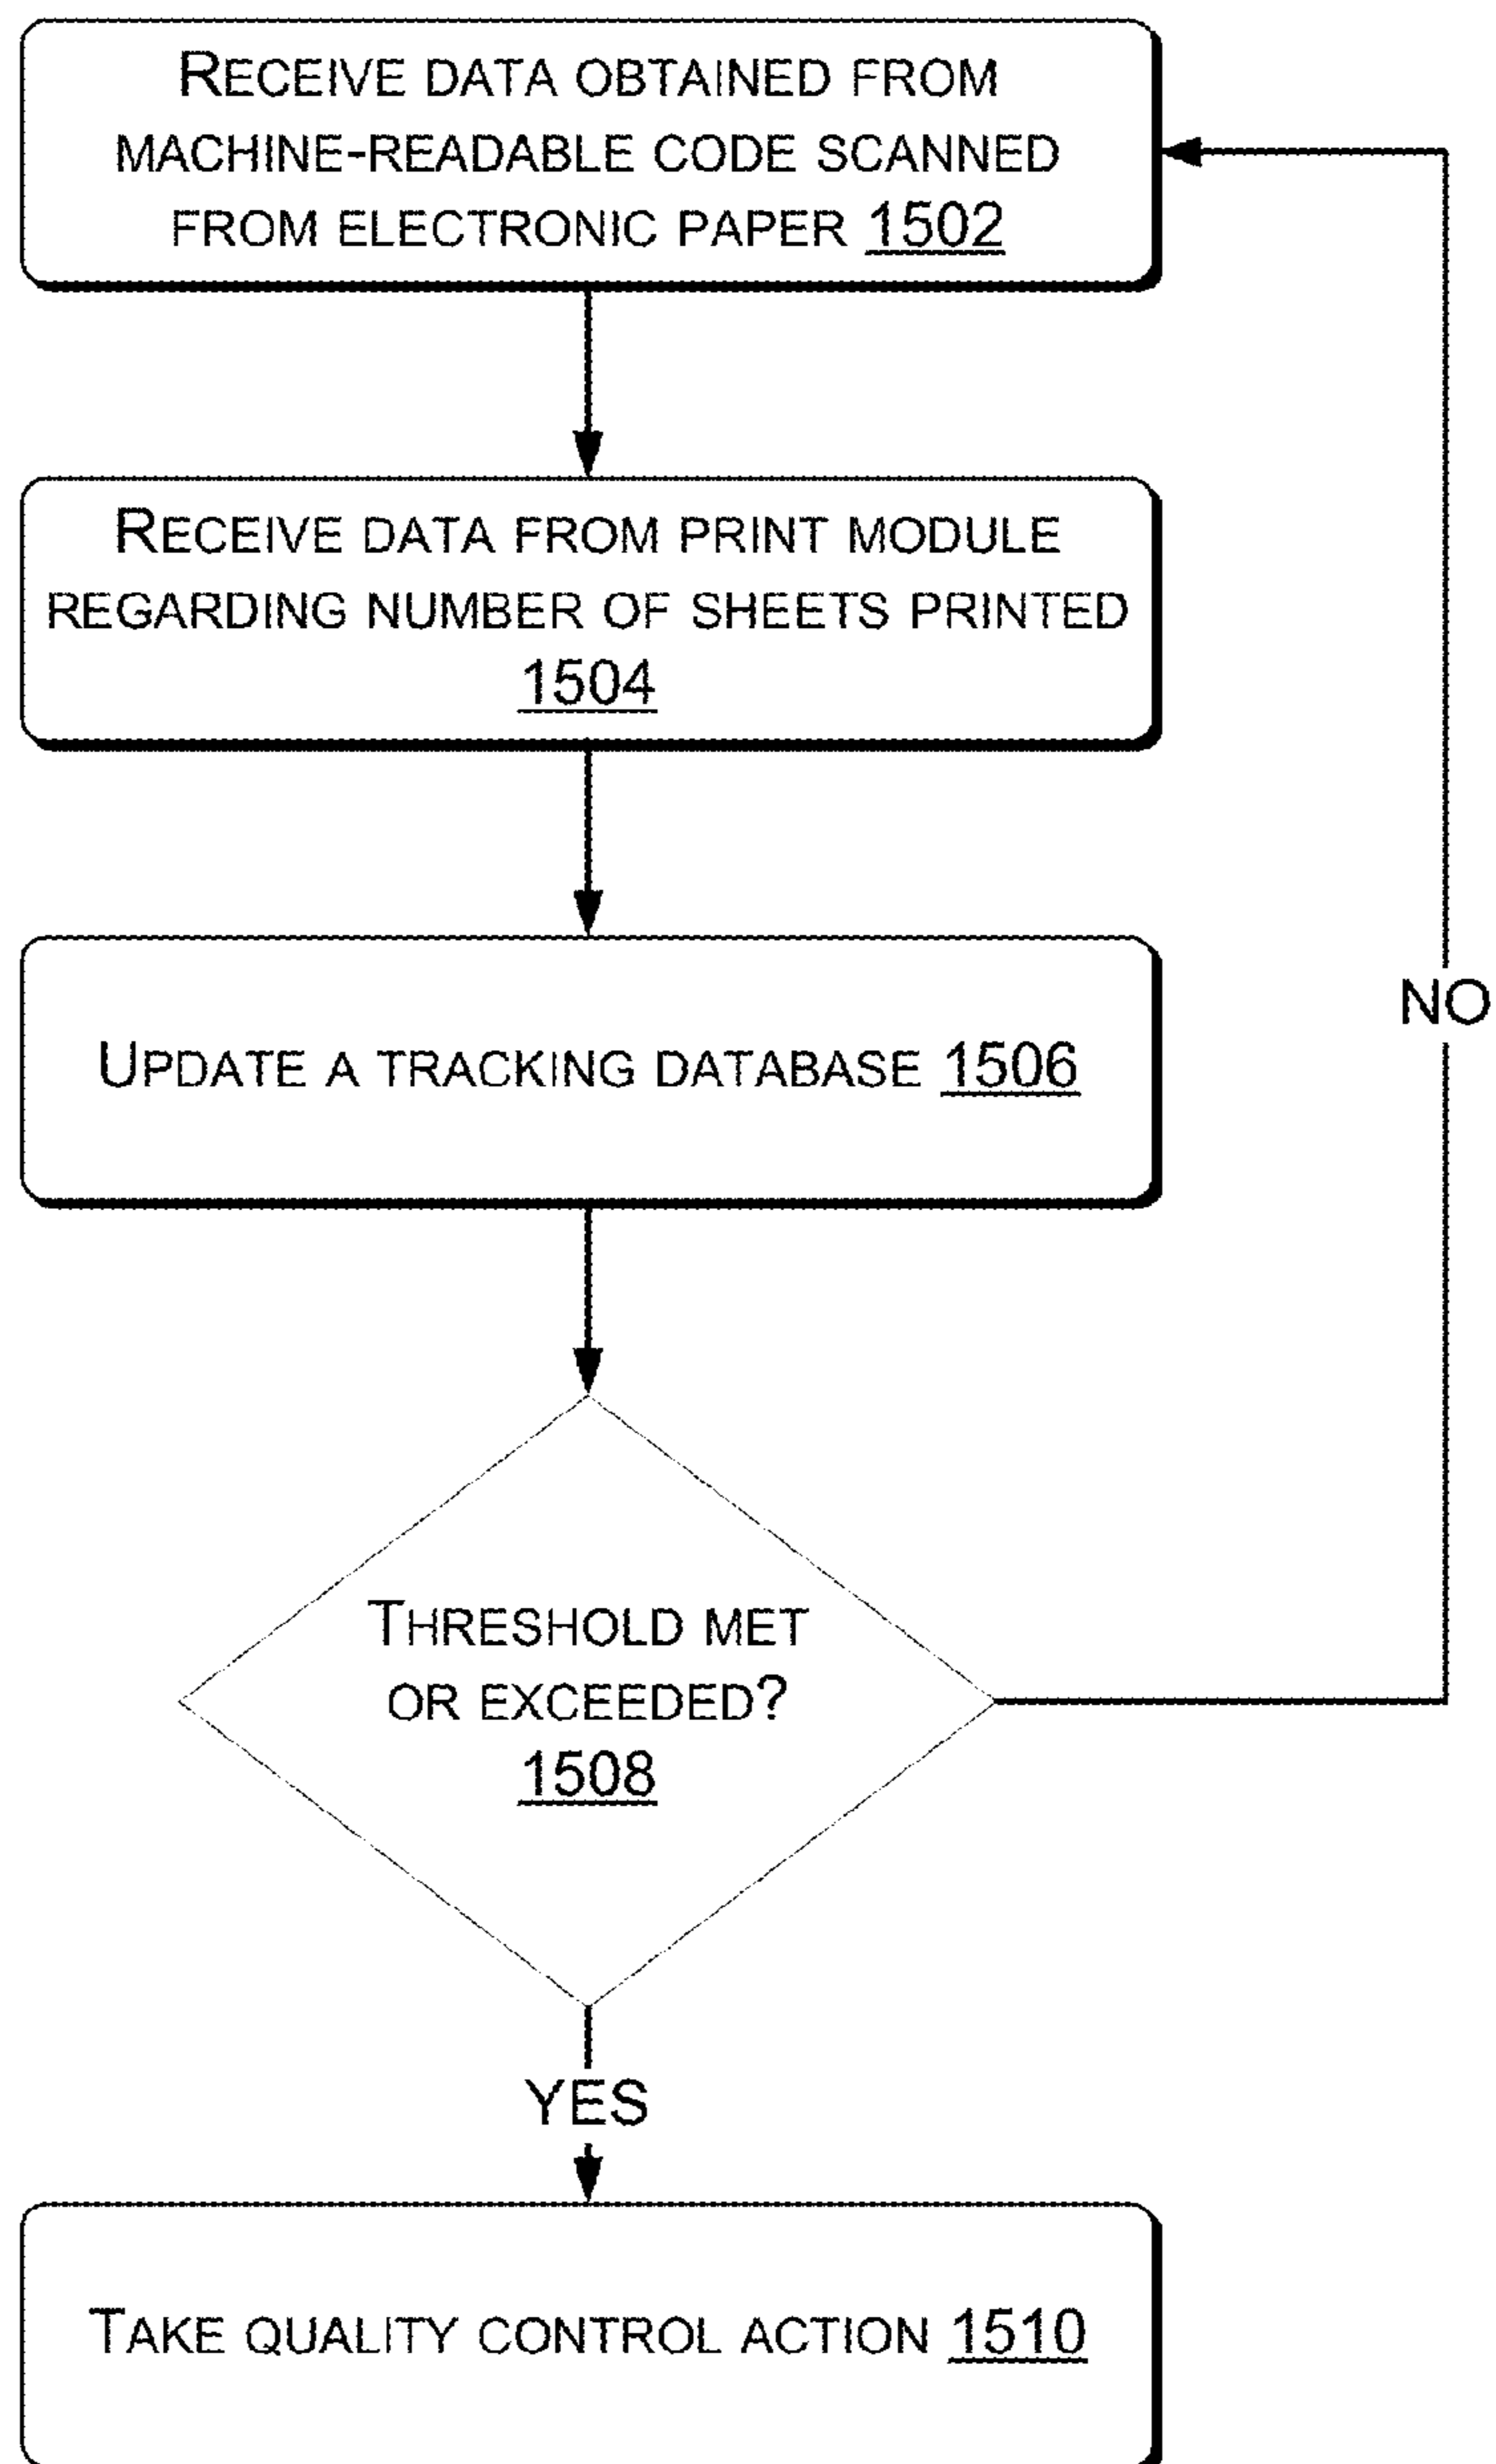 RECEIVE DATA OBTAINED FROM
MACHINE-READABLE CODE SCANNED
FROM ELECTRONIC PAPER 1502
RECEIVE DATA FROM PRINT MODULE
REGARDING NUMBER OF SHEETS PRINTED
1504
UPDATE A TRACKING DATABASE 1506
NO
THRESHOLD MET
OR EXCEEDED?
1508
YES
TAKE QUALITY CONTROL ACTION 1510